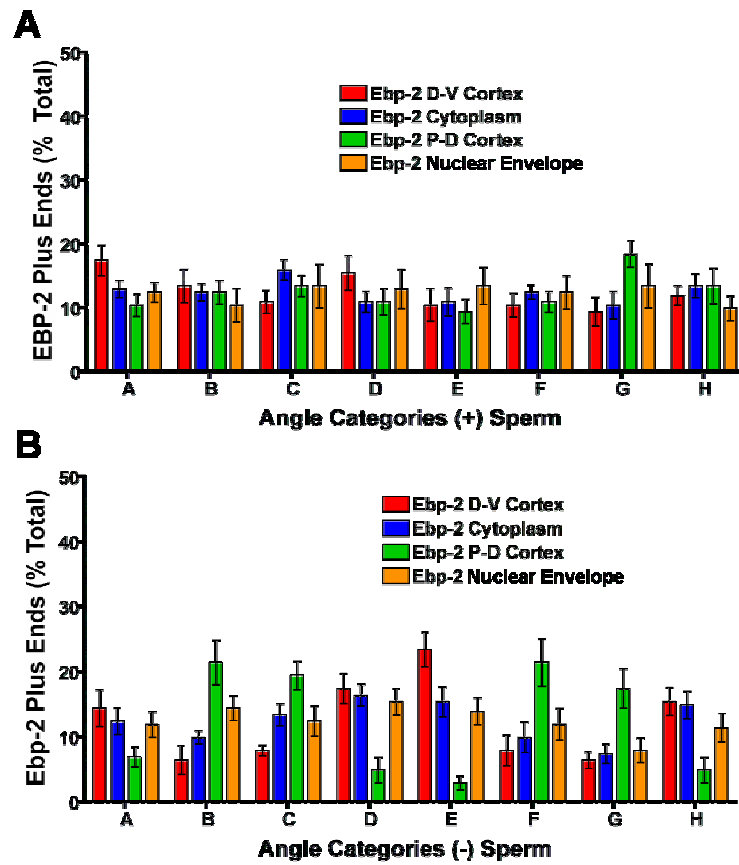 A
EBP-2 Plus Ends (% Total)
50
40
30
20
10
0
Ebp-2 D-V Cortex
Ebp-2 Cytoplasm
Ebp-2 P-D Cortex
Ebp-2 Nuclear Envelope
A B C D E F G H
Angle Categories (+) Sperm
B
Ebp-2 Plus Ends (% Total)
50
40
30
20
10
0
Ebp-2 D-V Cortex
Ebp-2 Cytoplasm
Ebp-2 P-D Cortex
Ebp-2 Nuclear Envelope
A B C D E F G H
Angle Categories (-) Sperm